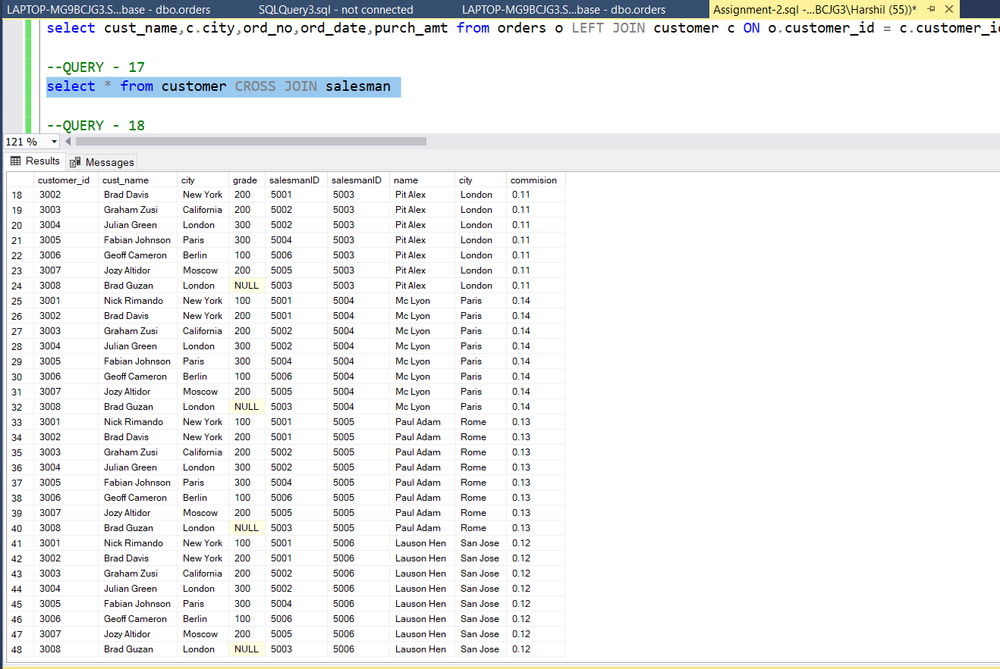 LAPTOP-MG9BCJG3.S...base - dbo.orders SQLQuery3.sql - not connected LAPTOP-MG9BCJG3.S...base - dbo.orders Assignment-2.sql -...BCJG3\Harshil (55))*
select cust_name,c.city,ord_no,ord_date,purch_amt from orders o LEFT JOIN customer c ON o.customer_id = c.customer_id
--QUERY - 17
select * from customer CROSS JOIN salesman
--QUERY - 18
121 %
Results Messages
customer_id cust_name city grade salesmanID salesmanID name city commision
18 3002 Brad Davis New York 200 5001 5003 Pit Alex London 0.11
19 3003 Graham Zusi California 200 5002 5003 Pit Alex London 0.11
20 3004 Julian Green London 300 5002 5003 Pit Alex London 0.11
21 3005 Fabian Johnson Paris 300 5004 5003 Pit Alex London 0.11
22 3006 Geoff Cameron Berlin 100 5006 5003 Pit Alex London 0.11
23 3007 Jozy Altidor Moscow 200 5005 5003 Pit Alex London 0.11
24 3008 Brad Guzan London NULL 5003 5003 Pit Alex London 0.11
25 3001 Nick Rimando New York 100 5001 5004 Mc Lyon Paris 0.14
26 3002 Brad Davis New York 200 5001 5004 Mc Lyon Paris 0.14
27 3003 Graham Zusi California 200 5002 5004 Mc Lyon Paris 0.14
28 3004 Julian Green London 300 5002 5004 Mc Lyon Paris 0.14
29 3005 Fabian Johnson Paris 300 5004 5004 Mc Lyon Paris 0.14
30 3006 Geoff Cameron Berlin 100 5006 5004 Mc Lyon Paris 0.14
31 3007 Jozy Altidor Moscow 200 5005 5004 Mc Lyon Paris 0.14
32 3008 Brad Guzan London NULL 5003 5004 Mc Lyon Paris 0.14
33 3001 Nick Rimando New York 100 5001 5005 Paul Adam Rome 0.13
34 3002 Brad Davis New York 200 5001 5005 Paul Adam Rome 0.13
35 3003 Graham Zusi California 200 5002 5005 Paul Adam Rome 0.13
36 3004 Julian Green London 300 5002 5005 Paul Adam Rome 0.13
37 3005 Fabian Johnson Paris 300 5004 5005 Paul Adam Rome 0.13
38 3006 Geoff Cameron Berlin 100 5006 5005 Paul Adam Rome 0.13
39 3007 Jozy Altidor Moscow 200 5005 5005 Paul Adam Rome 0.13
40 3008 Brad Guzan London NULL 5003 5005 Paul Adam Rome 0.13
41 3001 Nick Rimando New York 100 5001 5006 Lauson Hen San Jose 0.12
42 3002 Brad Davis New York 200 5001 5006 Lauson Hen San Jose 0.12
43 3003 Graham Zusi California 200 5002 5006 Lauson Hen San Jose 0.12
44 3004 Julian Green London 300 5002 5006 Lauson Hen San Jose 0.12
45 3005 Fabian Johnson Paris 300 5004 5006 Lauson Hen San Jose 0.12
46 3006 Geoff Cameron Berlin 100 5006 5006 Lauson Hen San Jose 0.12
47 3007 Jozy Altidor Moscow 200 5005 5006 Lauson Hen San Jose 0.12
48 3008 Brad Guzan London NULL 5003 5006 Lauson Hen San Jose 0.12